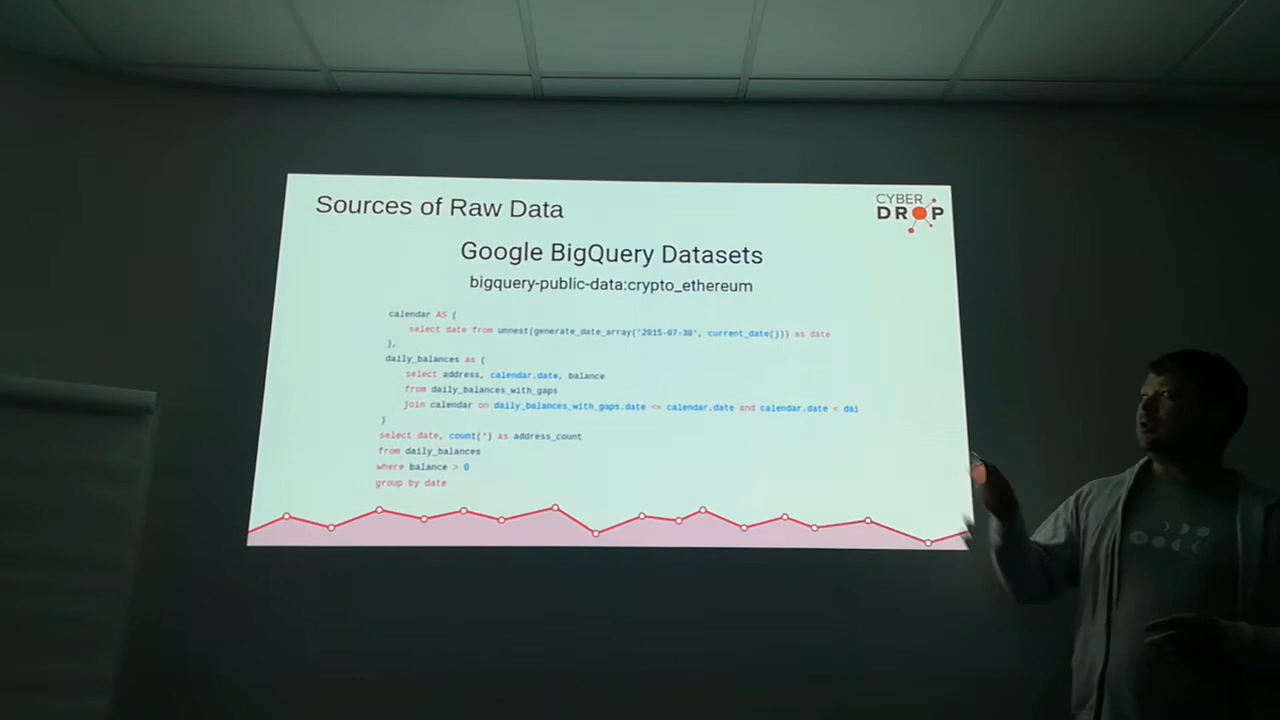 Sources of Raw Data
CYBER
DROP
Google BigQuery Datasets
bigquery-public-data:crypto_ethereum
calendar AS (
select date from unnest(generate_date_array('2015-07-30', current_date())) as date
),
daily_balances as (
select address, calendar.date, balance
from daily_balances_with_gaps
join calendar on daily_balances_with_gaps.date <= calendar.date and calendar.date < dai
)
select date, count(*) as address_count
from daily_balances
where balance > 0
group by date